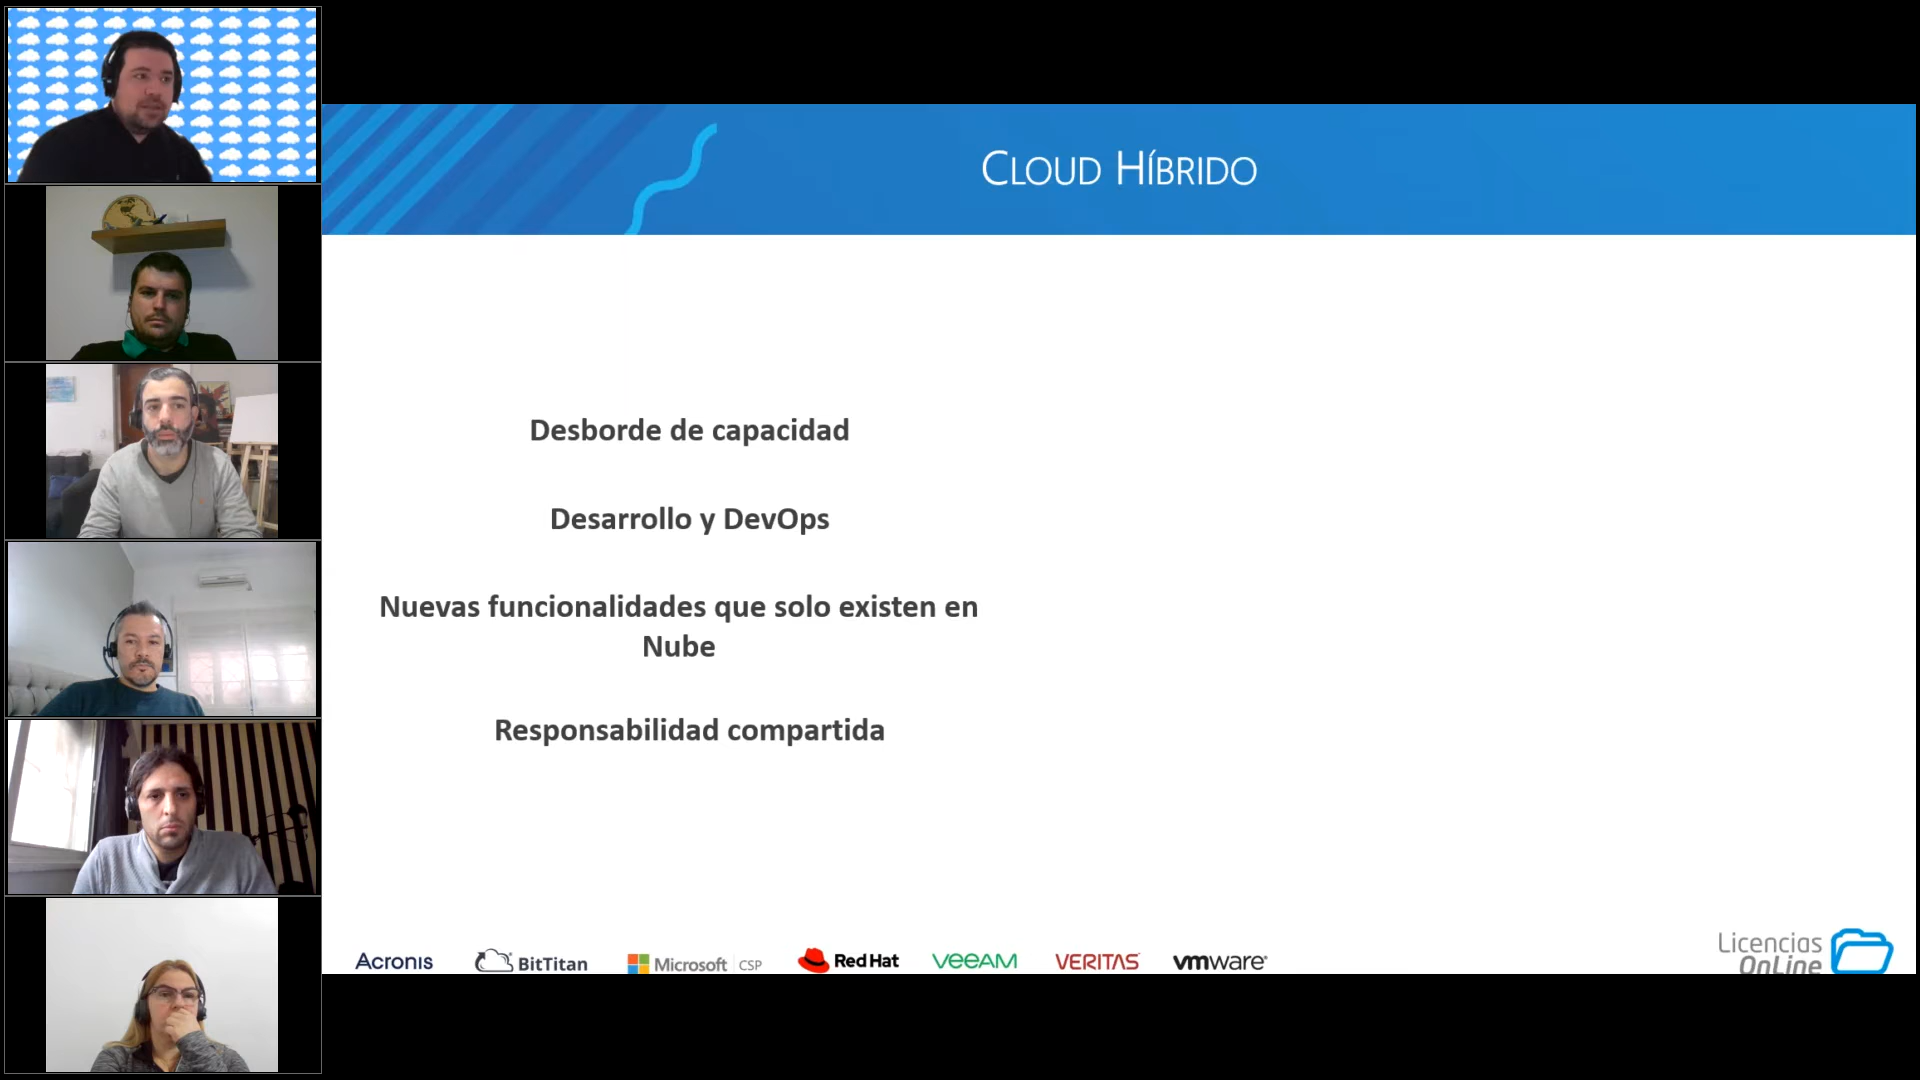 CLOUD HÍBRIDO
Desborde de capacidad
Desarrollo y DevOps
Nuevas funcionalidades que solo existen en
Nube
Responsabilidad compartida
Acronis BitTitan Microsoft CSP Red Hat veeAM VERITAS vmware
Licencias
OnLine